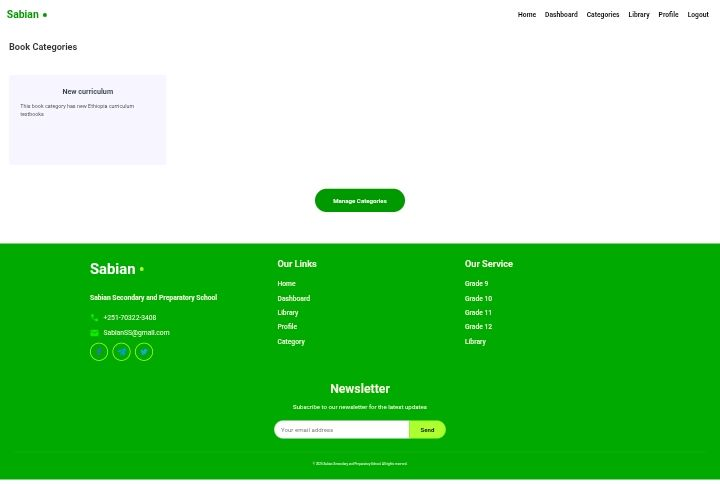 Sabian
Home Dashboard Categories Library Profile Logout
Book Categories
New curriculum
This book category has new Ethiopia curriculum
textbooks
Manage Categories
Sabian
Sabian Secondary and Preparatory School
+251-70322-3408
SabianSS@gmail.com
Our Links
Home
Dashboard
Library
Profile
Category
Our Service
Grade 9
Grade 10
Grade 11
Grade 12
Library
Newsletter
Subscribe to our newsletter for the latest updates
Your email address
Send
Sabian Secondary and Preparatory School. All rights reserved